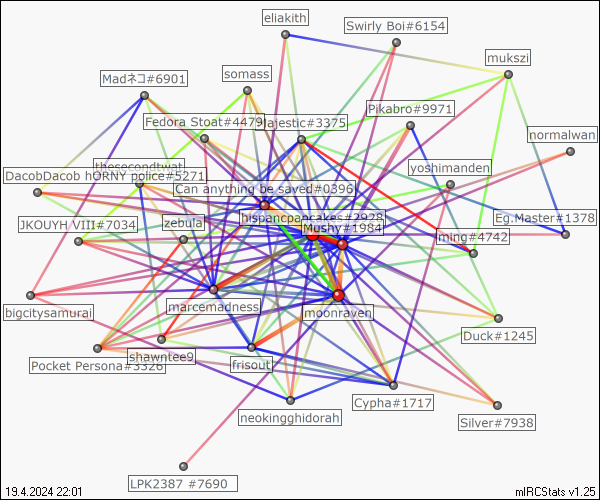 eliakith
Swirly Boi#6154
mukszi
Madネコ#6901
somass
Pikabro#9971
Fedora Stoat#4479
Majestic#3375
normalwan
thesecondtwat
yoshimanden
DacobDacob hORNY police#5271
Can anything be saved#0396
JKOUYH VIII#7034
zebula
hispancpancakes#2928
Eg.Master#1378
Mushy#1984
ming#4742
bigcitysamurai
marcemadness
moonraven
Duck#1245
shawntee9
Pocket Persona#3326
frisout
Cypha#1717
neokingghidorah
Silver#7938
LPK2387 #7690
19.4.2024 22:01
mIRCStats v1.25